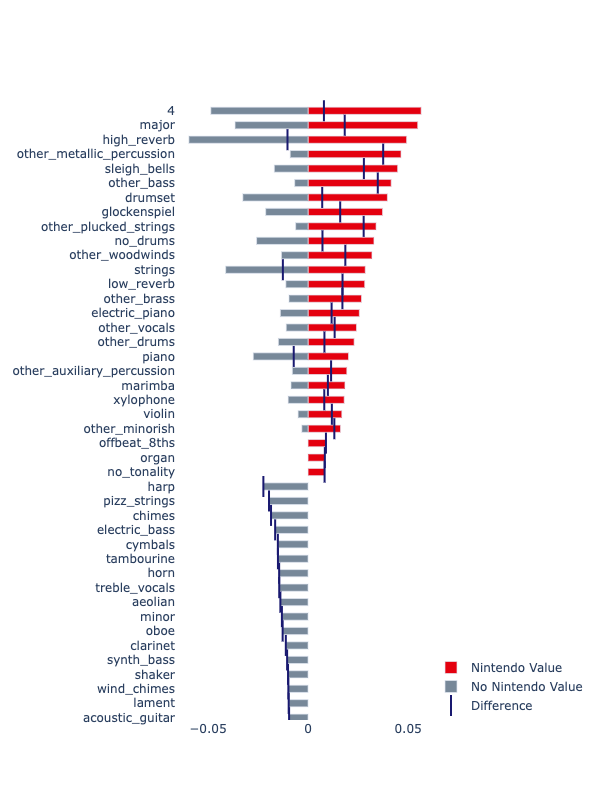 4
major
high_reverb
other_metallic_percussion
sleigh_bells
other_bass
drumset
glockenspiel
other_plucked_strings
no_drums
other_woodwinds
strings
low_reverb
other_brass
electric_piano
other_vocals
other_drums
piano
other_auxiliary_percussion
marimba
xylophone
violin
other_minorish
offbeat_8ths
organ
no_tonality
harp
pizz_strings
chimes
electric_bass
cymbals
tambourine
horn
treble_vocals
aeolian
minor
oboe
clarinet
synth_bass
shaker
wind_chimes
lament
acoustic_guitar
−0.05 0 0.05
Nintendo Value
No Nintendo Value
Difference